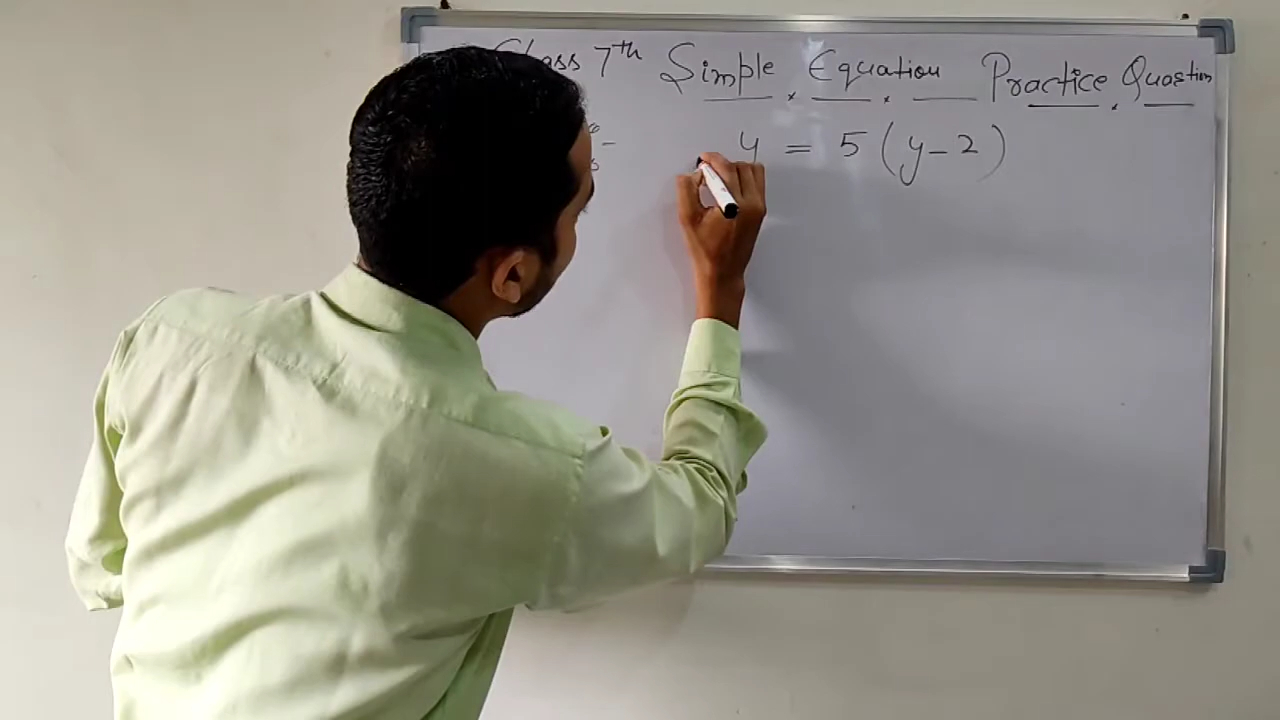 Class 7th Simple Equation Practice Question
4 = 5 (y - 2)